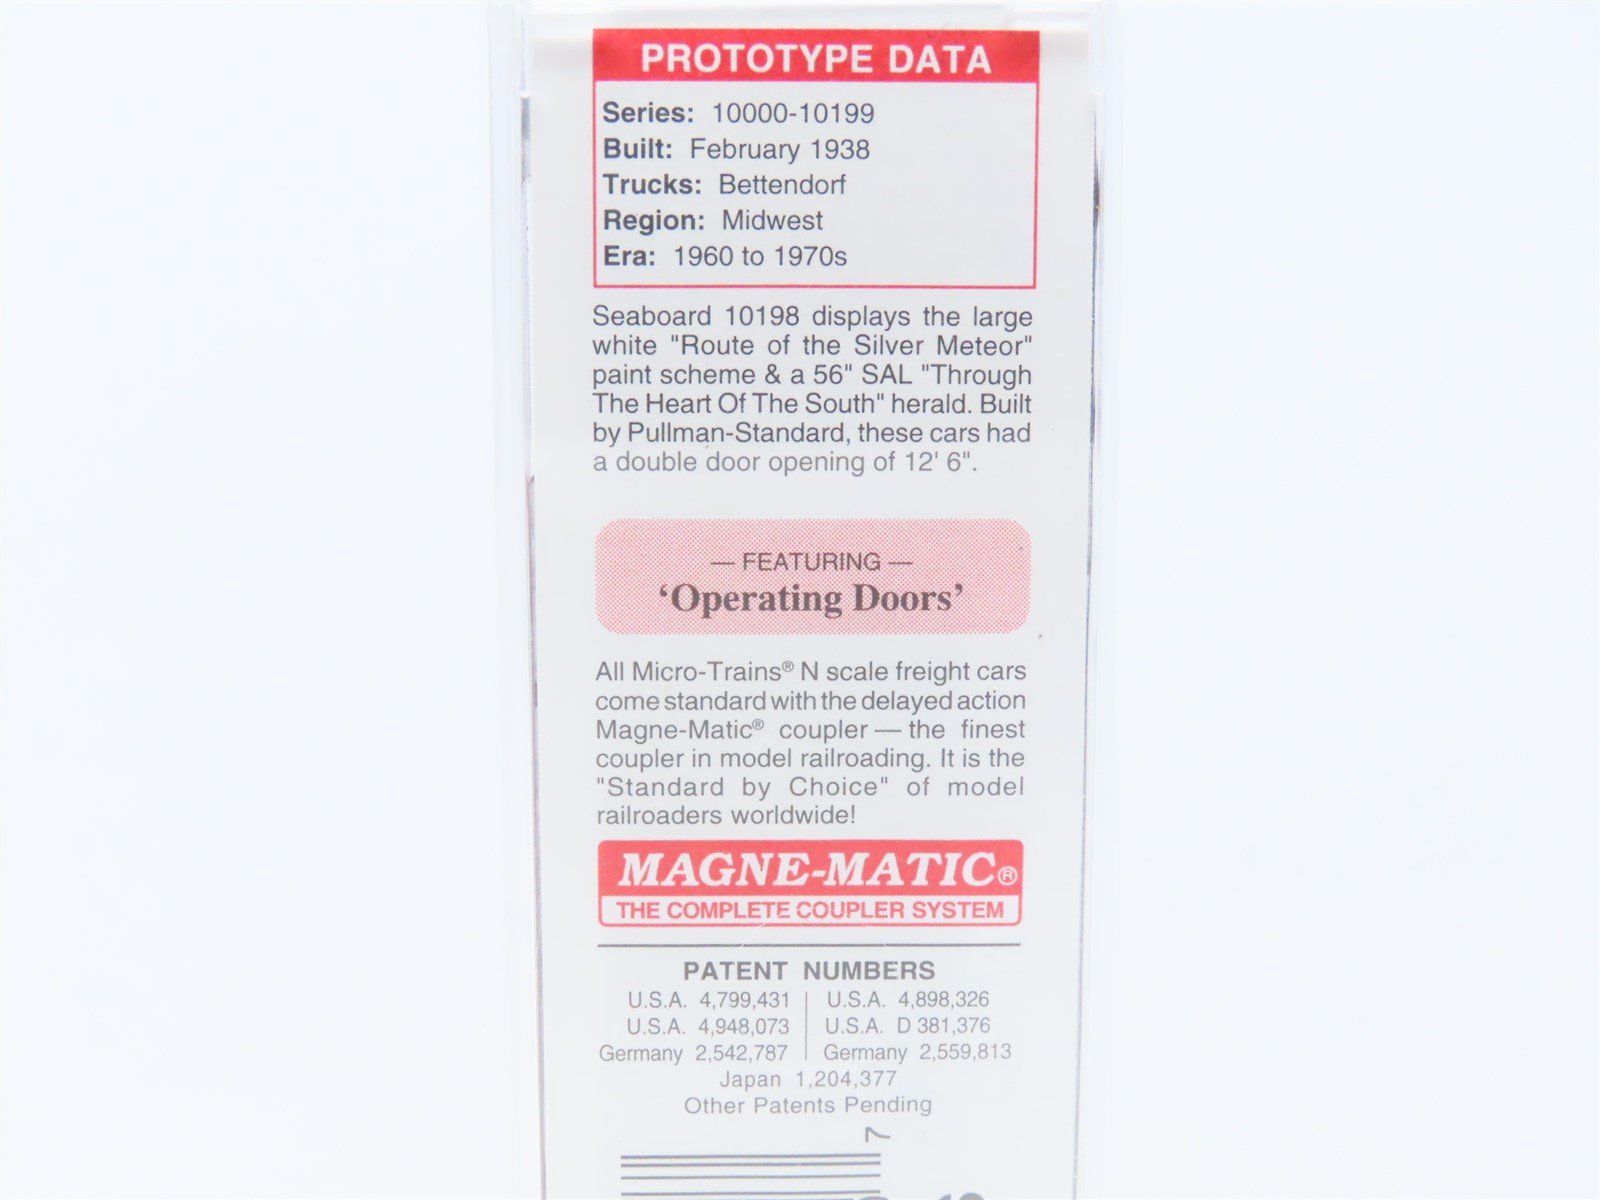 PROTOTYPE DATA
Series: 10000-10199
Built: February 1938
Trucks: Bettendorf
Region: Midwest
Era: 1960 to 1970s
Seaboard 10198 displays the large
white "Route of the Silver Meteor"
paint scheme & a 56" SAL "Through
The Heart Of The South" herald. Built
by Pullman-Standard, these cars had
a double door opening of 12' 6".
— FEATURING —
‘Operating Doors’
All Micro-Trains® N scale freight cars
come standard with the delayed action
Magne-Matic® coupler — the finest
coupler in model railroading. It is the
"Standard by Choice" of model
railroaders worldwide!
MAGNE-MATIC®
THE COMPLETE COUPLER SYSTEM
PATENT NUMBERS
U.S.A. 4,799,431 | U.S.A. 4,898,326
U.S.A. 4,948,073 | U.S.A. D 381,376
Germany 2,542,787 | Germany 2,559,813
Japan 1,204,377
Other Patents Pending
7